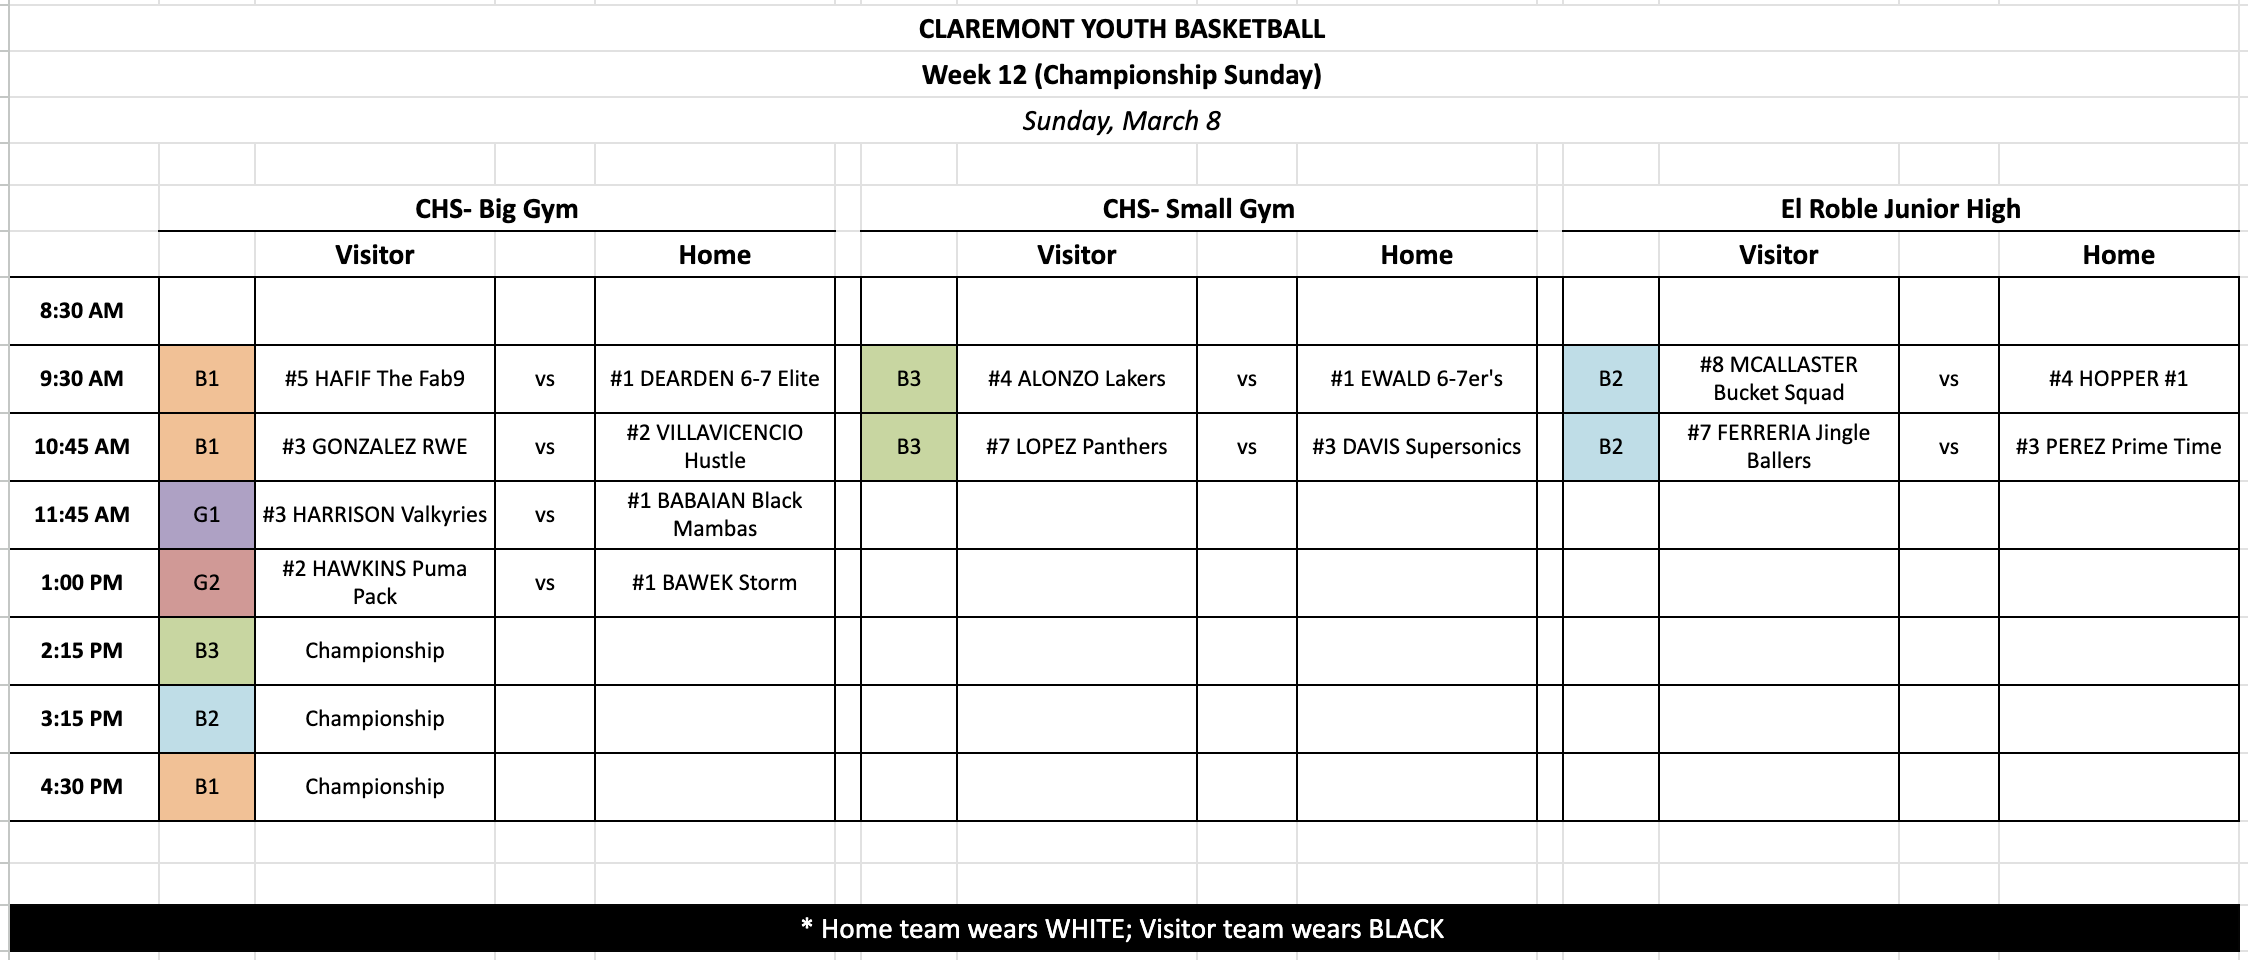 CLAREMONT YOUTH BASKETBALL
Week 12 (Championship Sunday)
Sunday, March 8
CHS- Big Gym CHS- Small Gym El Roble Junior High
Visitor Home Visitor Home Visitor Home
8:30 AM
9:30 AM B1 #5 HAFIF The Fab9 vs #1 DEARDEN 6-7 Elite B3 #4 ALONZO Lakers vs #1 EWALD 6-7er's B2 #8 MCALLASTER Bucket Squad vs #4 HOPPER #1
10:45 AM B1 #3 GONZALEZ RWE vs #2 VILLAVICENCIO Hustle B3 #7 LOPEZ Panthers vs #3 DAVIS Supersonics B2 #7 FERRERIA Jingle Ballers vs #3 PEREZ Prime Time
11:45 AM G1 #3 HARRISON Valkyries vs #1 BABAIAN Black Mambas
1:00 PM G2 #2 HAWKINS Puma Pack vs #1 BAWEK Storm
2:15 PM B3 Championship
3:15 PM B2 Championship
4:30 PM B1 Championship
* Home team wears WHITE; Visitor team wears BLACK